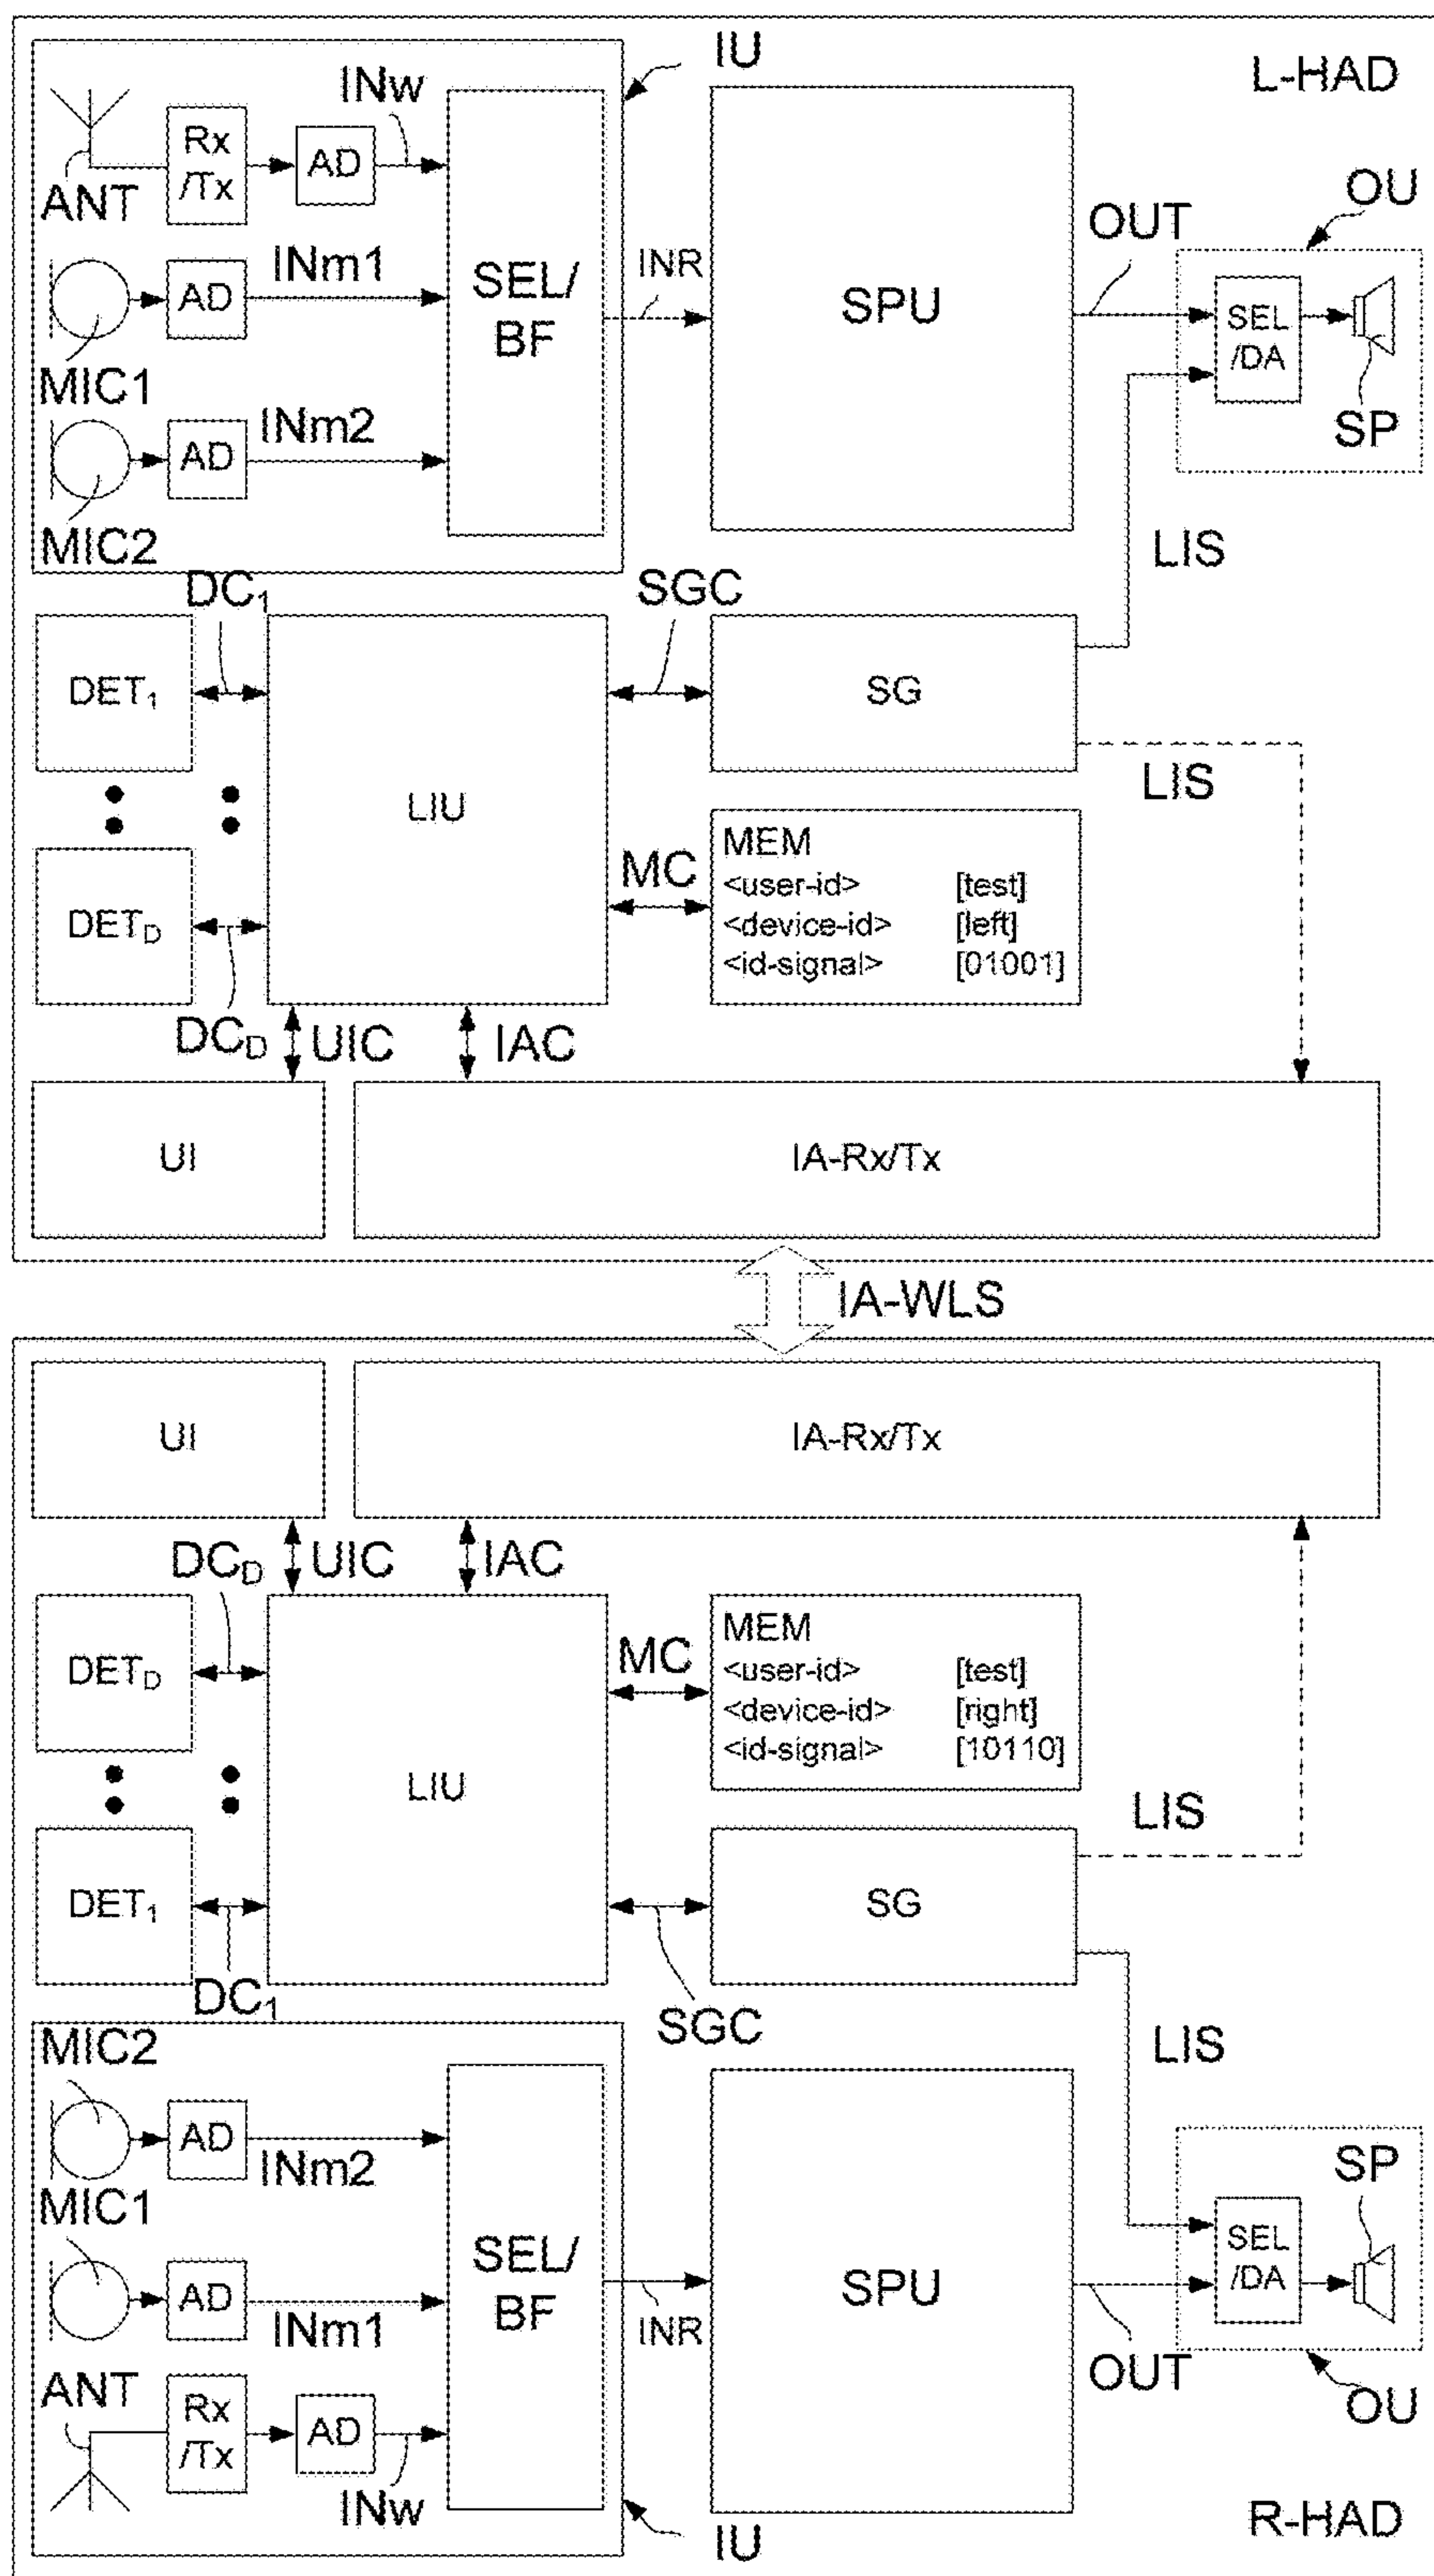 IU
L-HAD
INw
Rx
/Tx
AD
ANT
OU
OUT
INm1
AD
SEL/
BF
INR
SPU
SEL
/DA
MIC1
INm2
AD
SP
MIC2
LIS
DC1
SGC
DET1
SG
LIS
LIU
MEM
MC
<user-id> [test]
<device-id> [left]
<id-signal> [01001]
DETD
DCD
UIC
IAC
UI
IA-Rx/Tx
IA-WLS
UI
IA-Rx/Tx
DCD
UIC
IAC
MEM
MC
<user-id> [test]
<device-id> [right]
<id-signal> [10110]
DETD
LIU
LIS
DET1
SG
DC1
SGC
MIC2
LIS
AD
INm2
SP
MIC1
SEL/
BF
SEL
/DA
AD
INm1
INR
SPU
OUT
ANT
Rx
/Tx
AD
OU
INw
IU
R-HAD